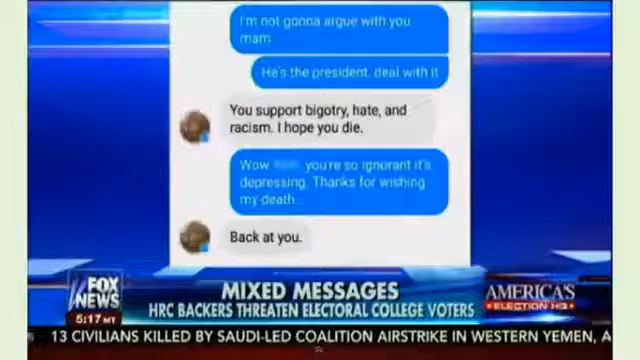 I'm not gonna argue with you
mam
He's the president, deal with it
You support bigotry, hate, and
racism. I hope you die.
Wow you're so ignorant it's
depressing. Thanks for wishing
my death...
Back at you.
FOX
NEWS
5:17 MT
MIXED MESSAGES
HRC BACKERS THREATEN ELECTORAL COLLEGE VOTERS
AMERICA'S
ELECTION HQ
13 CIVILIANS KILLED BY SAUDI-LED COALITION AIRSTRIKE IN WESTERN YEMEN, A